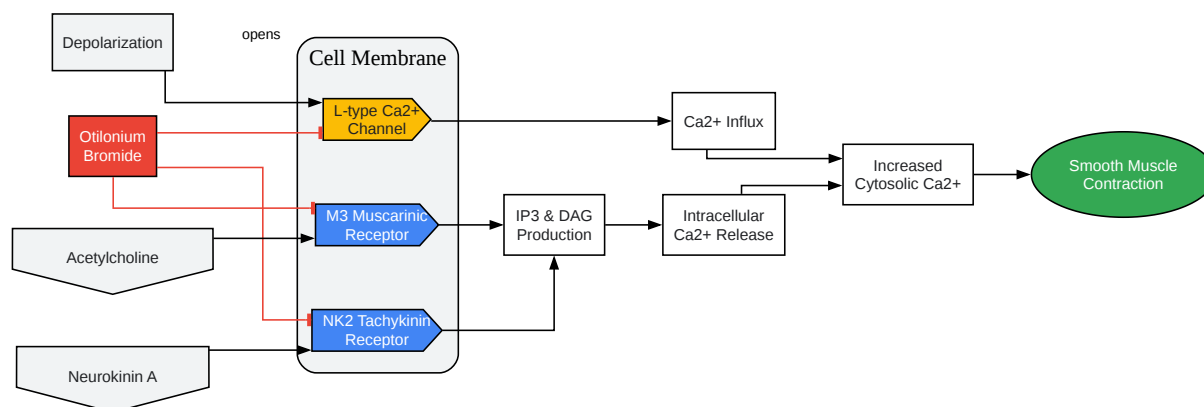 Depolarization
opens
Cell Membrane
L-type Ca2+
Channel
Otilonium
Bromide
Ca2+ Influx
Increased
Cytosolic Ca2+
Smooth Muscle
Contraction
M3 Muscarinic
Receptor
IP3 & DAG
Production
Intracellular
Ca2+ Release
Acetylcholine
NK2 Tachykinin
Receptor
Neurokinin A